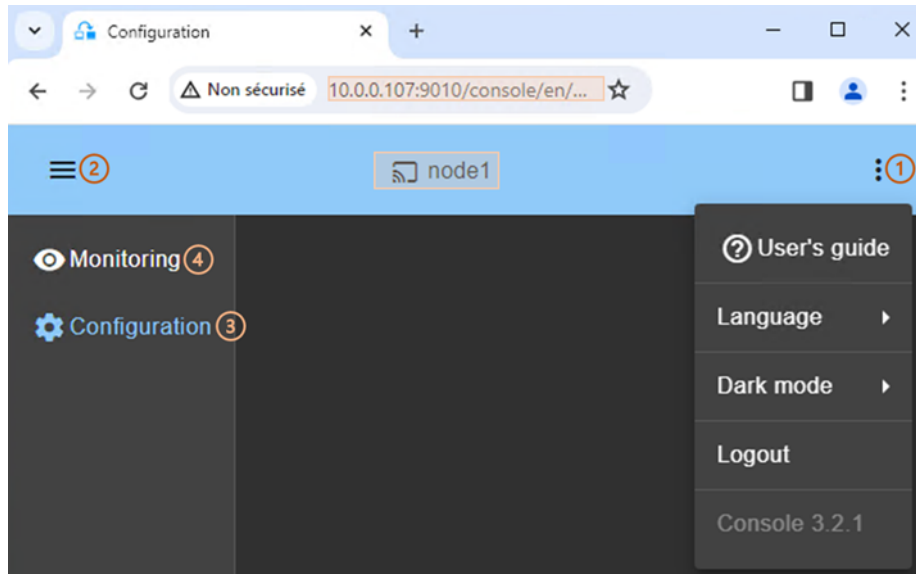 Configuration
Non sécurisé 10.0.0.107:9010/console/en/...
2 node1 1
Monitoring 4
Configuration 3
User's guide
Language
Dark mode
Logout
Console 3.2.1